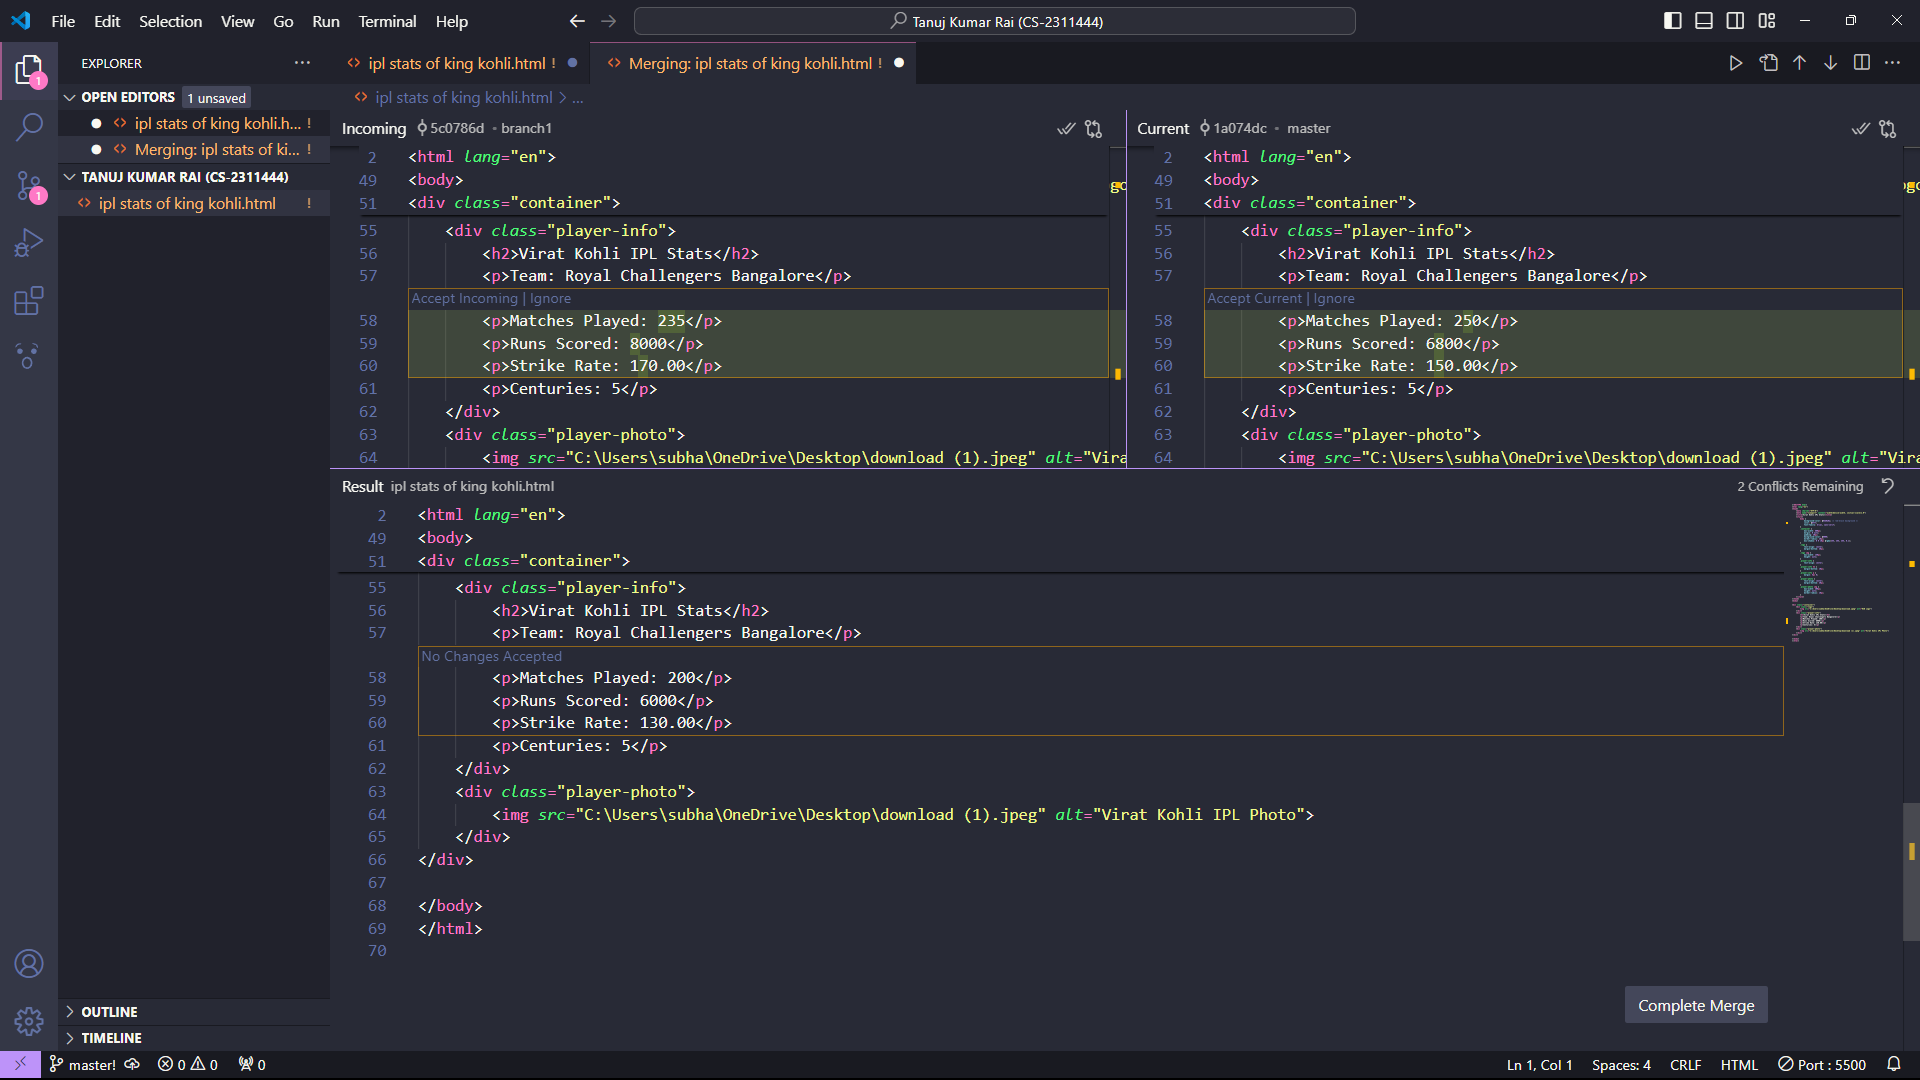 File Edit Selection View Go Run Terminal Help
Tanuj Kumar Rai (CS-2311444)
EXPLORER
OPEN EDITORS 1 unsaved
ipl stats of king kohli.h... !
Merging: ipl stats of ki... !
TANUJ KUMAR RAI (CS-2311444)
ipl stats of king kohli.html !
1
1
OUTLINE
TIMELINE
ipl stats of king kohli.html !
Merging: ipl stats of king kohli.html !
ipl stats of king kohli.html > ...
Incoming 5c0786d • branch1
2 <html lang="en">
49 <body>
51 <div class="container">
55 <div class="player-info">
56 <h2>Virat Kohli IPL Stats</h2>
57 <p>Team: Royal Challengers Bangalore</p>
Accept Incoming | Ignore
58 <p>Matches Played: 235</p>
59 <p>Runs Scored: 8000</p>
60 <p>Strike Rate: 170.00</p>
61 <p>Centuries: 5</p>
62 </div>
63 <div class="player-photo">
64 <img src="C:\Users\subha\OneDrive\Desktop\download (1).jpeg" alt="Vira
Current 1a074dc • master
2 <html lang="en">
49 <body>
51 <div class="container">
55 <div class="player-info">
56 <h2>Virat Kohli IPL Stats</h2>
57 <p>Team: Royal Challengers Bangalore</p>
Accept Current | Ignore
58 <p>Matches Played: 250</p>
59 <p>Runs Scored: 6800</p>
60 <p>Strike Rate: 150.00</p>
61 <p>Centuries: 5</p>
62 </div>
63 <div class="player-photo">
64 <img src="C:\Users\subha\OneDrive\Desktop\download (1).jpeg" alt="Vira
Result ipl stats of king kohli.html
2 Conflicts Remaining
2 <html lang="en">
49 <body>
51 <div class="container">
55 <div class="player-info">
56 <h2>Virat Kohli IPL Stats</h2>
57 <p>Team: Royal Challengers Bangalore</p>
No Changes Accepted
58 <p>Matches Played: 200</p>
59 <p>Runs Scored: 6000</p>
60 <p>Strike Rate: 130.00</p>
61 <p>Centuries: 5</p>
62 </div>
63 <div class="player-photo">
64 <img src="C:\Users\subha\OneDrive\Desktop\download (1).jpeg" alt="Virat Kohli IPL Photo">
65 </div>
66 </div>
67
68 </body>
69 </html>
70
Complete Merge
master! 0 0 0
Ln 1, Col 1 Spaces: 4 CRLF HTML Port : 5500